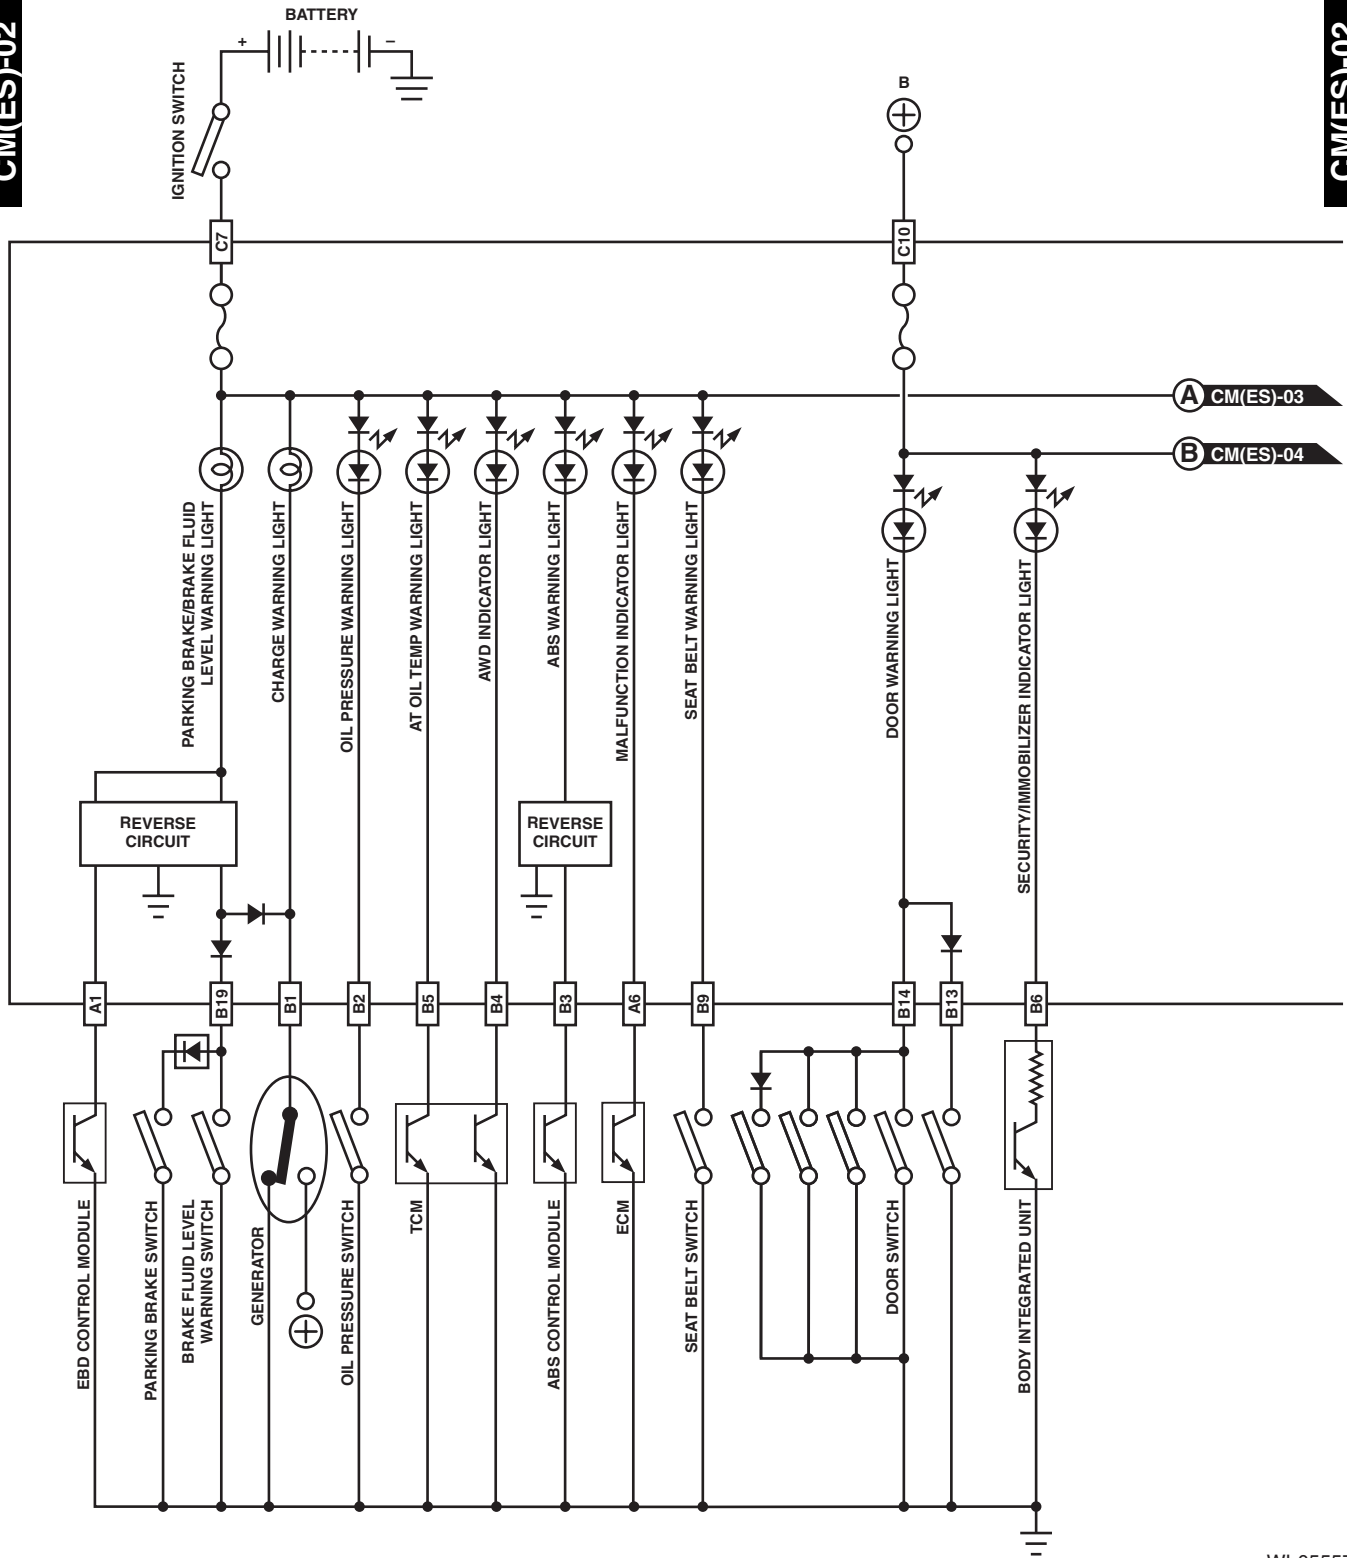 BATTERY
+
–
CM(ES)-02
CM(ES)-02
IGNITION SWITCH
B
C7
C10
A CM(ES)-03
B CM(ES)-04
PARKING BRAKE/BRAKE FLUID
LEVEL WARNING LIGHT
CHARGE WARNING LIGHT
OIL PRESSURE WARNING LIGHT
AT OIL TEMP WARNING LIGHT
AWD INDICATOR LIGHT
ABS WARNING LIGHT
MALFUNCTION INDICATOR LIGHT
SEAT BELT WARNING LIGHT
DOOR WARNING LIGHT
SECURITY/IMMOBILIZER INDICATOR LIGHT
REVERSE
CIRCUIT
REVERSE
CIRCUIT
A1
B19
B1
B2
B5
B4
B3
A6
B9
B14
B13
B6
EBD CONTROL MODULE
PARKING BRAKE SWITCH
BRAKE FLUID LEVEL
WARNING SWITCH
GENERATOR
OIL PRESSURE SWITCH
TCM
ABS CONTROL MODULE
ECM
SEAT BELT SWITCH
DOOR SWITCH
BODY INTEGRATED UNIT